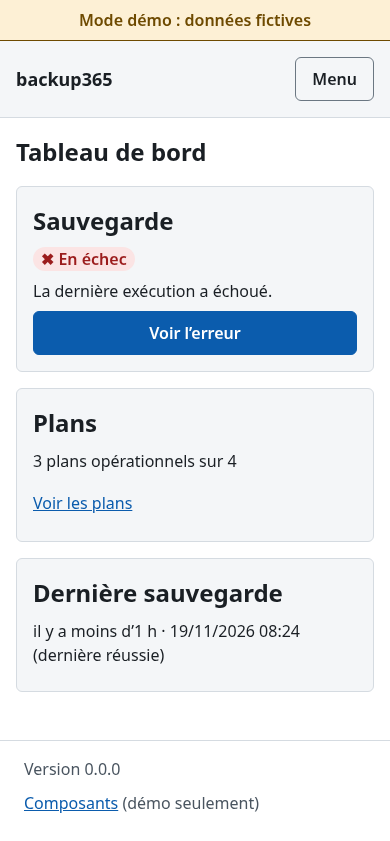 Mode démo : données fictives
backup365
Menu
Tableau de bord
Sauvegarde
✖ En échec
La dernière exécution a échoué.
Voir l’erreur
Plans
3 plans opérationnels sur 4
Voir les plans
Dernière sauvegarde
il y a moins d’1 h · 19/11/2026 08:24
(dernière réussie)
Version 0.0.0
Composants (démo seulement)